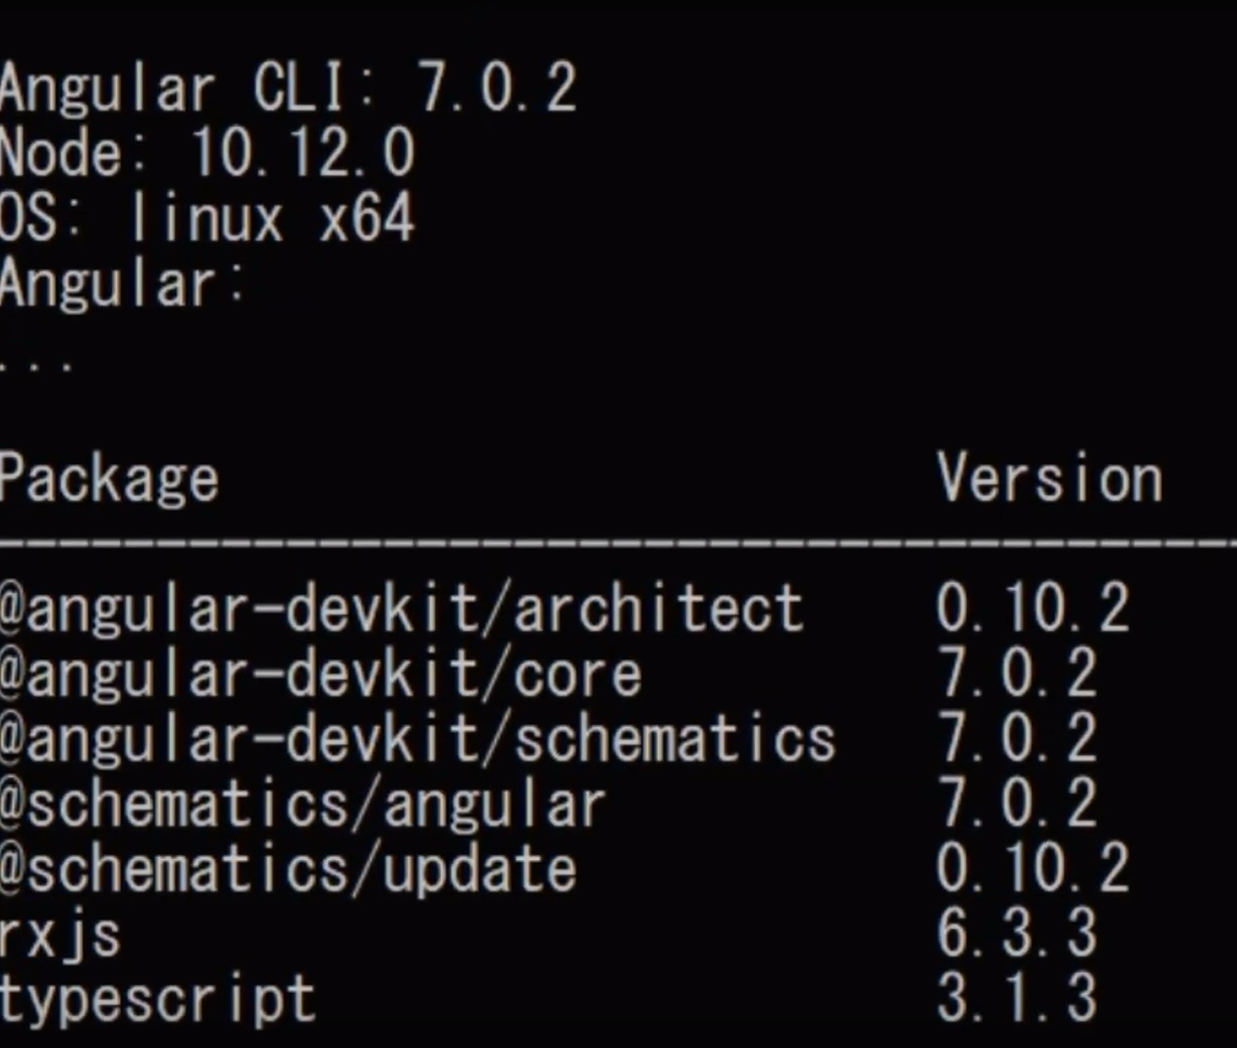 Angular CLI: 7.0.2
Node: 10.12.0
OS: linux x64
Angular:
...
Package Version
@angular-devkit/architect 0.10.2
@angular-devkit/core 7.0.2
@angular-devkit/schematics 7.0.2
@schematics/angular 7.0.2
@schematics/update 0.10.2
rxjs 6.3.3
typescript 3.1.3